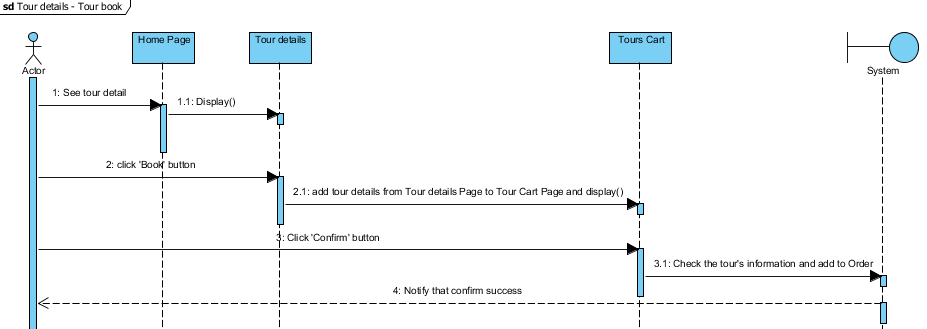 sd Tour details - Tour book
Home Page
Tour details
Tours Cart
Actor
System
1: See tour detail
1.1: Display()
2: click 'Book' button
2.1: add tour details from Tour details Page to Tour Cart Page and display()
3: Click 'Confirm' button
3.1: Check the tour's information and add to Order
4: Notify that confirm success